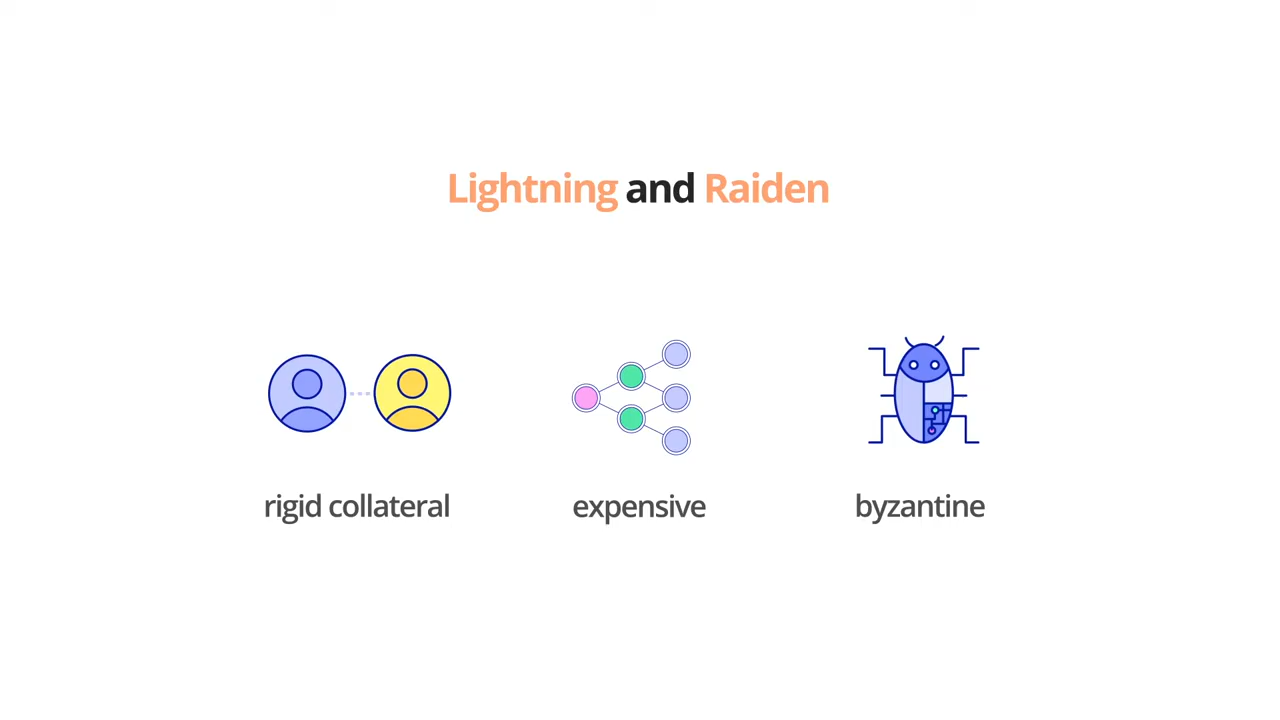 Lightning and Raiden
rigid collateral
expensive
byzantine